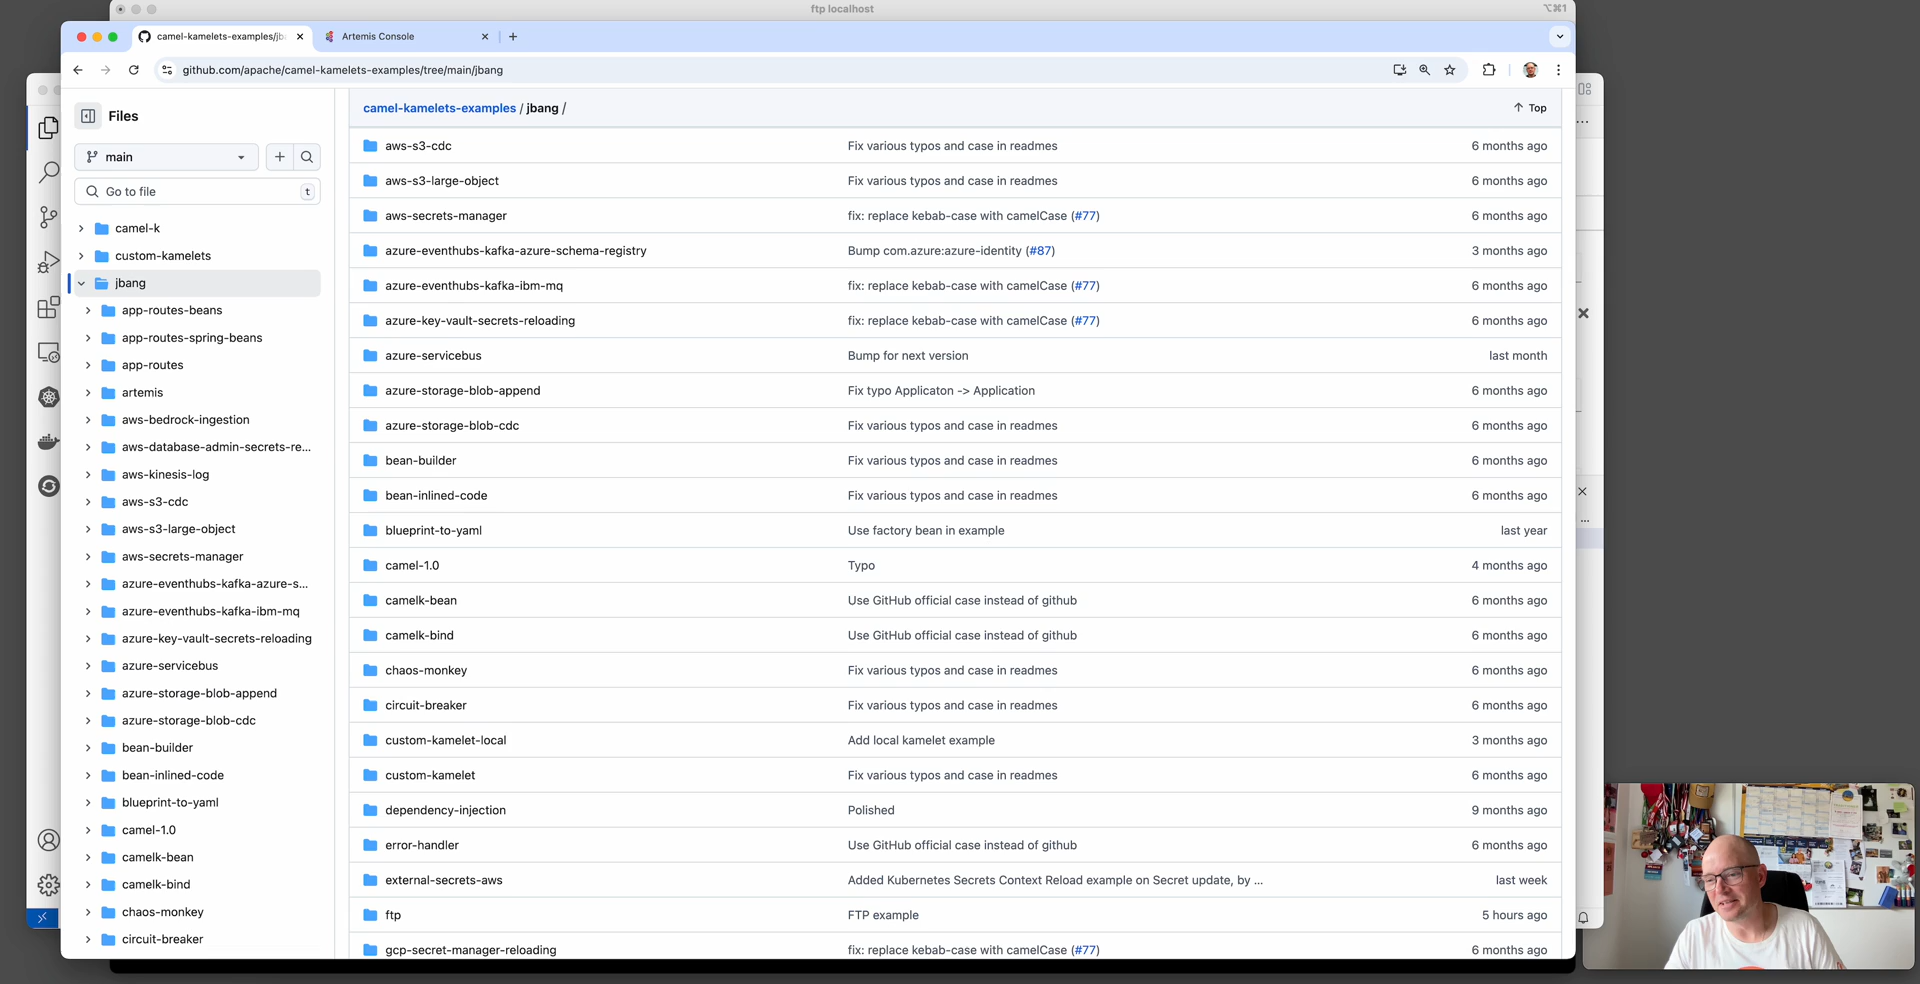 ftp localhost
⌥⌘1
camel-kamelets-examples/jb
Artemis Console
github.com/apache/camel-kamelets-examples/tree/main/jbang
Files
main
Go to file
t
camel-k
custom-kamelets
jbang
app-routes-beans
app-routes-spring-beans
app-routes
artemis
aws-bedrock-ingestion
aws-database-admin-secrets-re...
aws-kinesis-log
aws-s3-cdc
aws-s3-large-object
aws-secrets-manager
azure-eventhubs-kafka-azure-s...
azure-eventhubs-kafka-ibm-mq
azure-key-vault-secrets-reloading
azure-servicebus
azure-storage-blob-append
azure-storage-blob-cdc
bean-builder
bean-inlined-code
blueprint-to-yaml
camel-1.0
camelk-bean
camelk-bind
chaos-monkey
circuit-breaker
camel-kamelets-examples / jbang /
Top
aws-s3-cdc Fix various typos and case in readmes 6 months ago
aws-s3-large-object Fix various typos and case in readmes 6 months ago
aws-secrets-manager fix: replace kebab-case with camelCase (#77) 6 months ago
azure-eventhubs-kafka-azure-schema-registry Bump com.azure:azure-identity (#87) 3 months ago
azure-eventhubs-kafka-ibm-mq fix: replace kebab-case with camelCase (#77) 6 months ago
azure-key-vault-secrets-reloading fix: replace kebab-case with camelCase (#77) 6 months ago
azure-servicebus Bump for next version last month
azure-storage-blob-append Fix typo Applicaton -> Application 6 months ago
azure-storage-blob-cdc Fix various typos and case in readmes 6 months ago
bean-builder Fix various typos and case in readmes 6 months ago
bean-inlined-code Fix various typos and case in readmes 6 months ago
blueprint-to-yaml Use factory bean in example last year
camel-1.0 Typo 4 months ago
camelk-bean Use GitHub official case instead of github 6 months ago
camelk-bind Use GitHub official case instead of github 6 months ago
chaos-monkey Fix various typos and case in readmes 6 months ago
circuit-breaker Fix various typos and case in readmes 6 months ago
custom-kamelet-local Add local kamelet example 3 months ago
custom-kamelet Fix various typos and case in readmes 6 months ago
dependency-injection Polished 9 months ago
error-handler Use GitHub official case instead of github 6 months ago
external-secrets-aws Added Kubernetes Secrets Context Reload example on Secret update, by ... last week
ftp FTP example 5 hours ago
gcp-secret-manager-reloading fix: replace kebab-case with camelCase (#77) 6 months ago